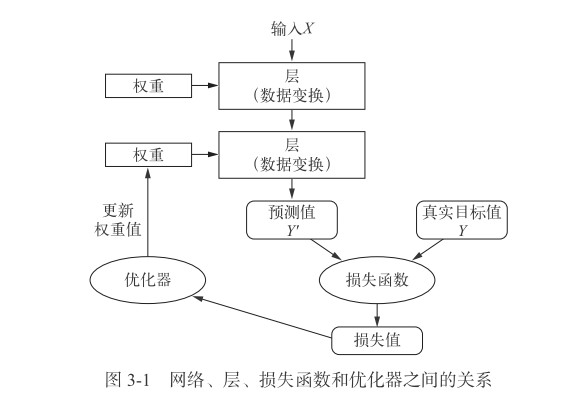 输入X
权重
层
（数据变换）
权重
层
（数据变换）
更新
权重值
预测值
Y'
真实目标值
Y
优化器
损失函数
损失值
图 3-1 网络、层、损失函数和优化器之间的关系